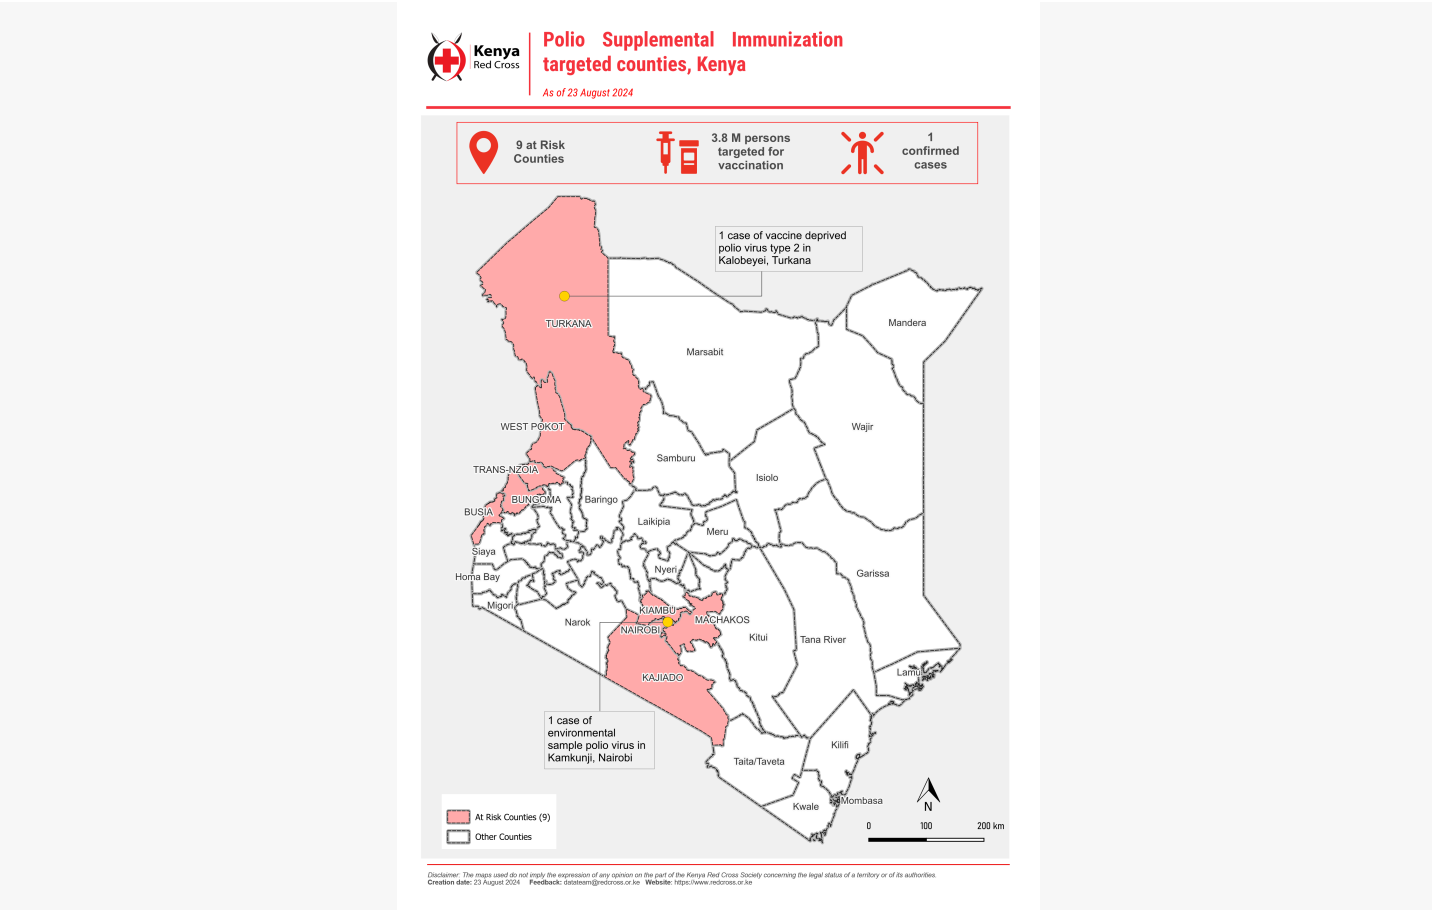 Kenya
Red Cross
Polio Supplemental Immunization
targeted counties, Kenya
As of 23 August 2024
9 at Risk
Counties
3.8 M persons
targeted for
vaccination
1
confirmed
cases
1 case of vaccine deprived
polio virus type 2 in
Kalobeyei, Turkana
TURKANA
Mandera
Marsabit
WEST POKOT
Wajir
Samburu
TRANS-NZOIA
Isiolo
BUNGOMA
Baringo
BUSIA
Laikipia
Meru
Siaya
Nyeri
Garissa
Homa Bay
Migori
KIAMBU
Narok
MACHAKOS
NAIROBI
Kitui
Tana River
Lamu
KAJIADO
1 case of
environmental
sample polio virus in
Kamkunji, Nairobi
Kilifi
Taita/Taveta
Mombasa
Kwale
N
At Risk Counties (9)
Other Counties
0 100 200 km
Disclaimer: The maps used do not imply the expression of any opinion on the part of the Kenya Red Cross Society concerning the legal status of a territory or of its authorities.
Creation date: 23 August 2024 Feedback: datateam@redcross.or.ke Website: https://www.redcross.or.ke